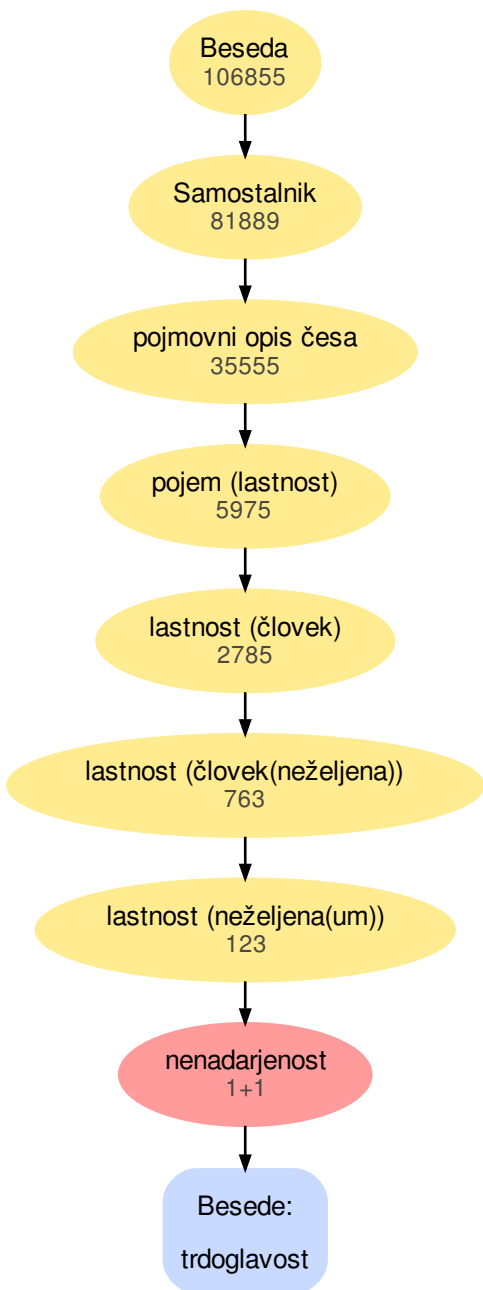 Beseda
106855
Samostalnik
81889
pojmovni opis česa
35555
pojem (lastnost)
5975
lastnost (človek)
2785
lastnost (človek(neželjena))
763
lastnost (neželjena(um))
123
nenadarjenost
1+1
Besede:
trdoglavost